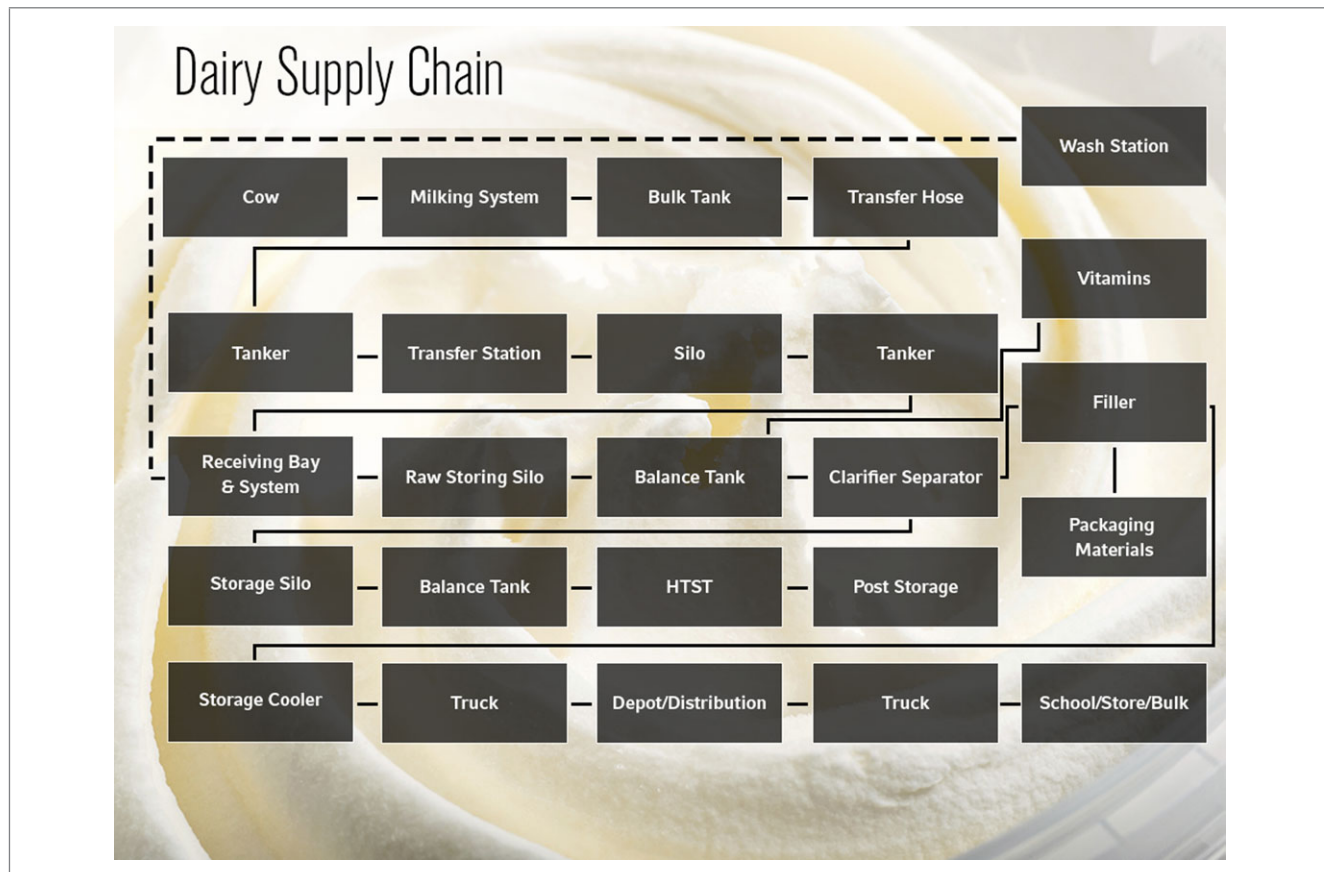 Dairy Supply Chain
Wash Station
Cow
Milking System
Bulk Tank
Transfer Hose
Vitamins
Tanker
Transfer Station
Silo
Tanker
Filler
Receiving Bay
& System
Raw Storing Silo
Balance Tank
Clarifier Separator
Packaging
Materials
Storage Silo
Balance Tank
HTST
Post Storage
Storage Cooler
Truck
Depot/Distribution
Truck
School/Store/Bulk